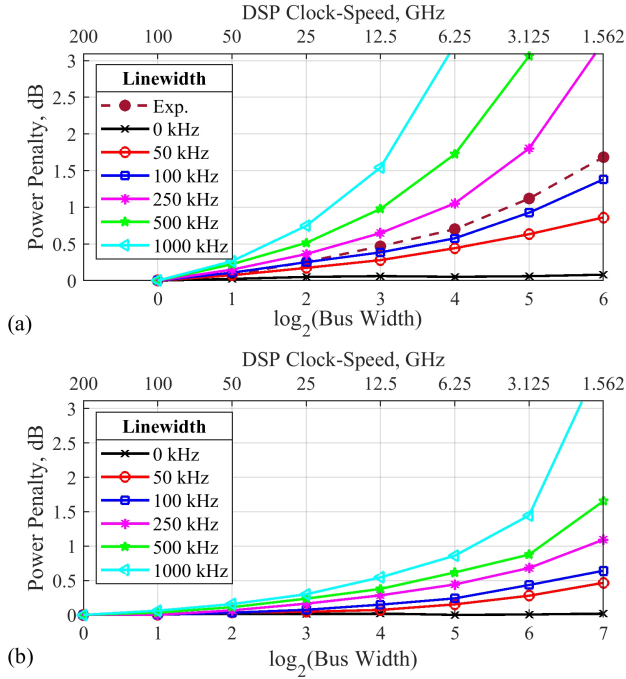 DSP Clock-Speed, GHz
200 100 50 25 12.5 6.25 3.125 1.562
3
2.5
2
1.5
1
0.5
0
Power Penalty, dB
Linewidth
Exp.
0 kHz
50 kHz
100 kHz
250 kHz
500 kHz
1000 kHz
0 1 2 3 4 5 6
(a)
log2(Bus Width)
DSP Clock-Speed, GHz
200 100 50 25 12.5 6.25 3.125 1.562
3
2.5
2
1.5
1
0.5
0
Power Penalty, dB
Linewidth
0 kHz
50 kHz
100 kHz
250 kHz
500 kHz
1000 kHz
0 1 2 3 4 5 6 7
(b)
log2(Bus Width)